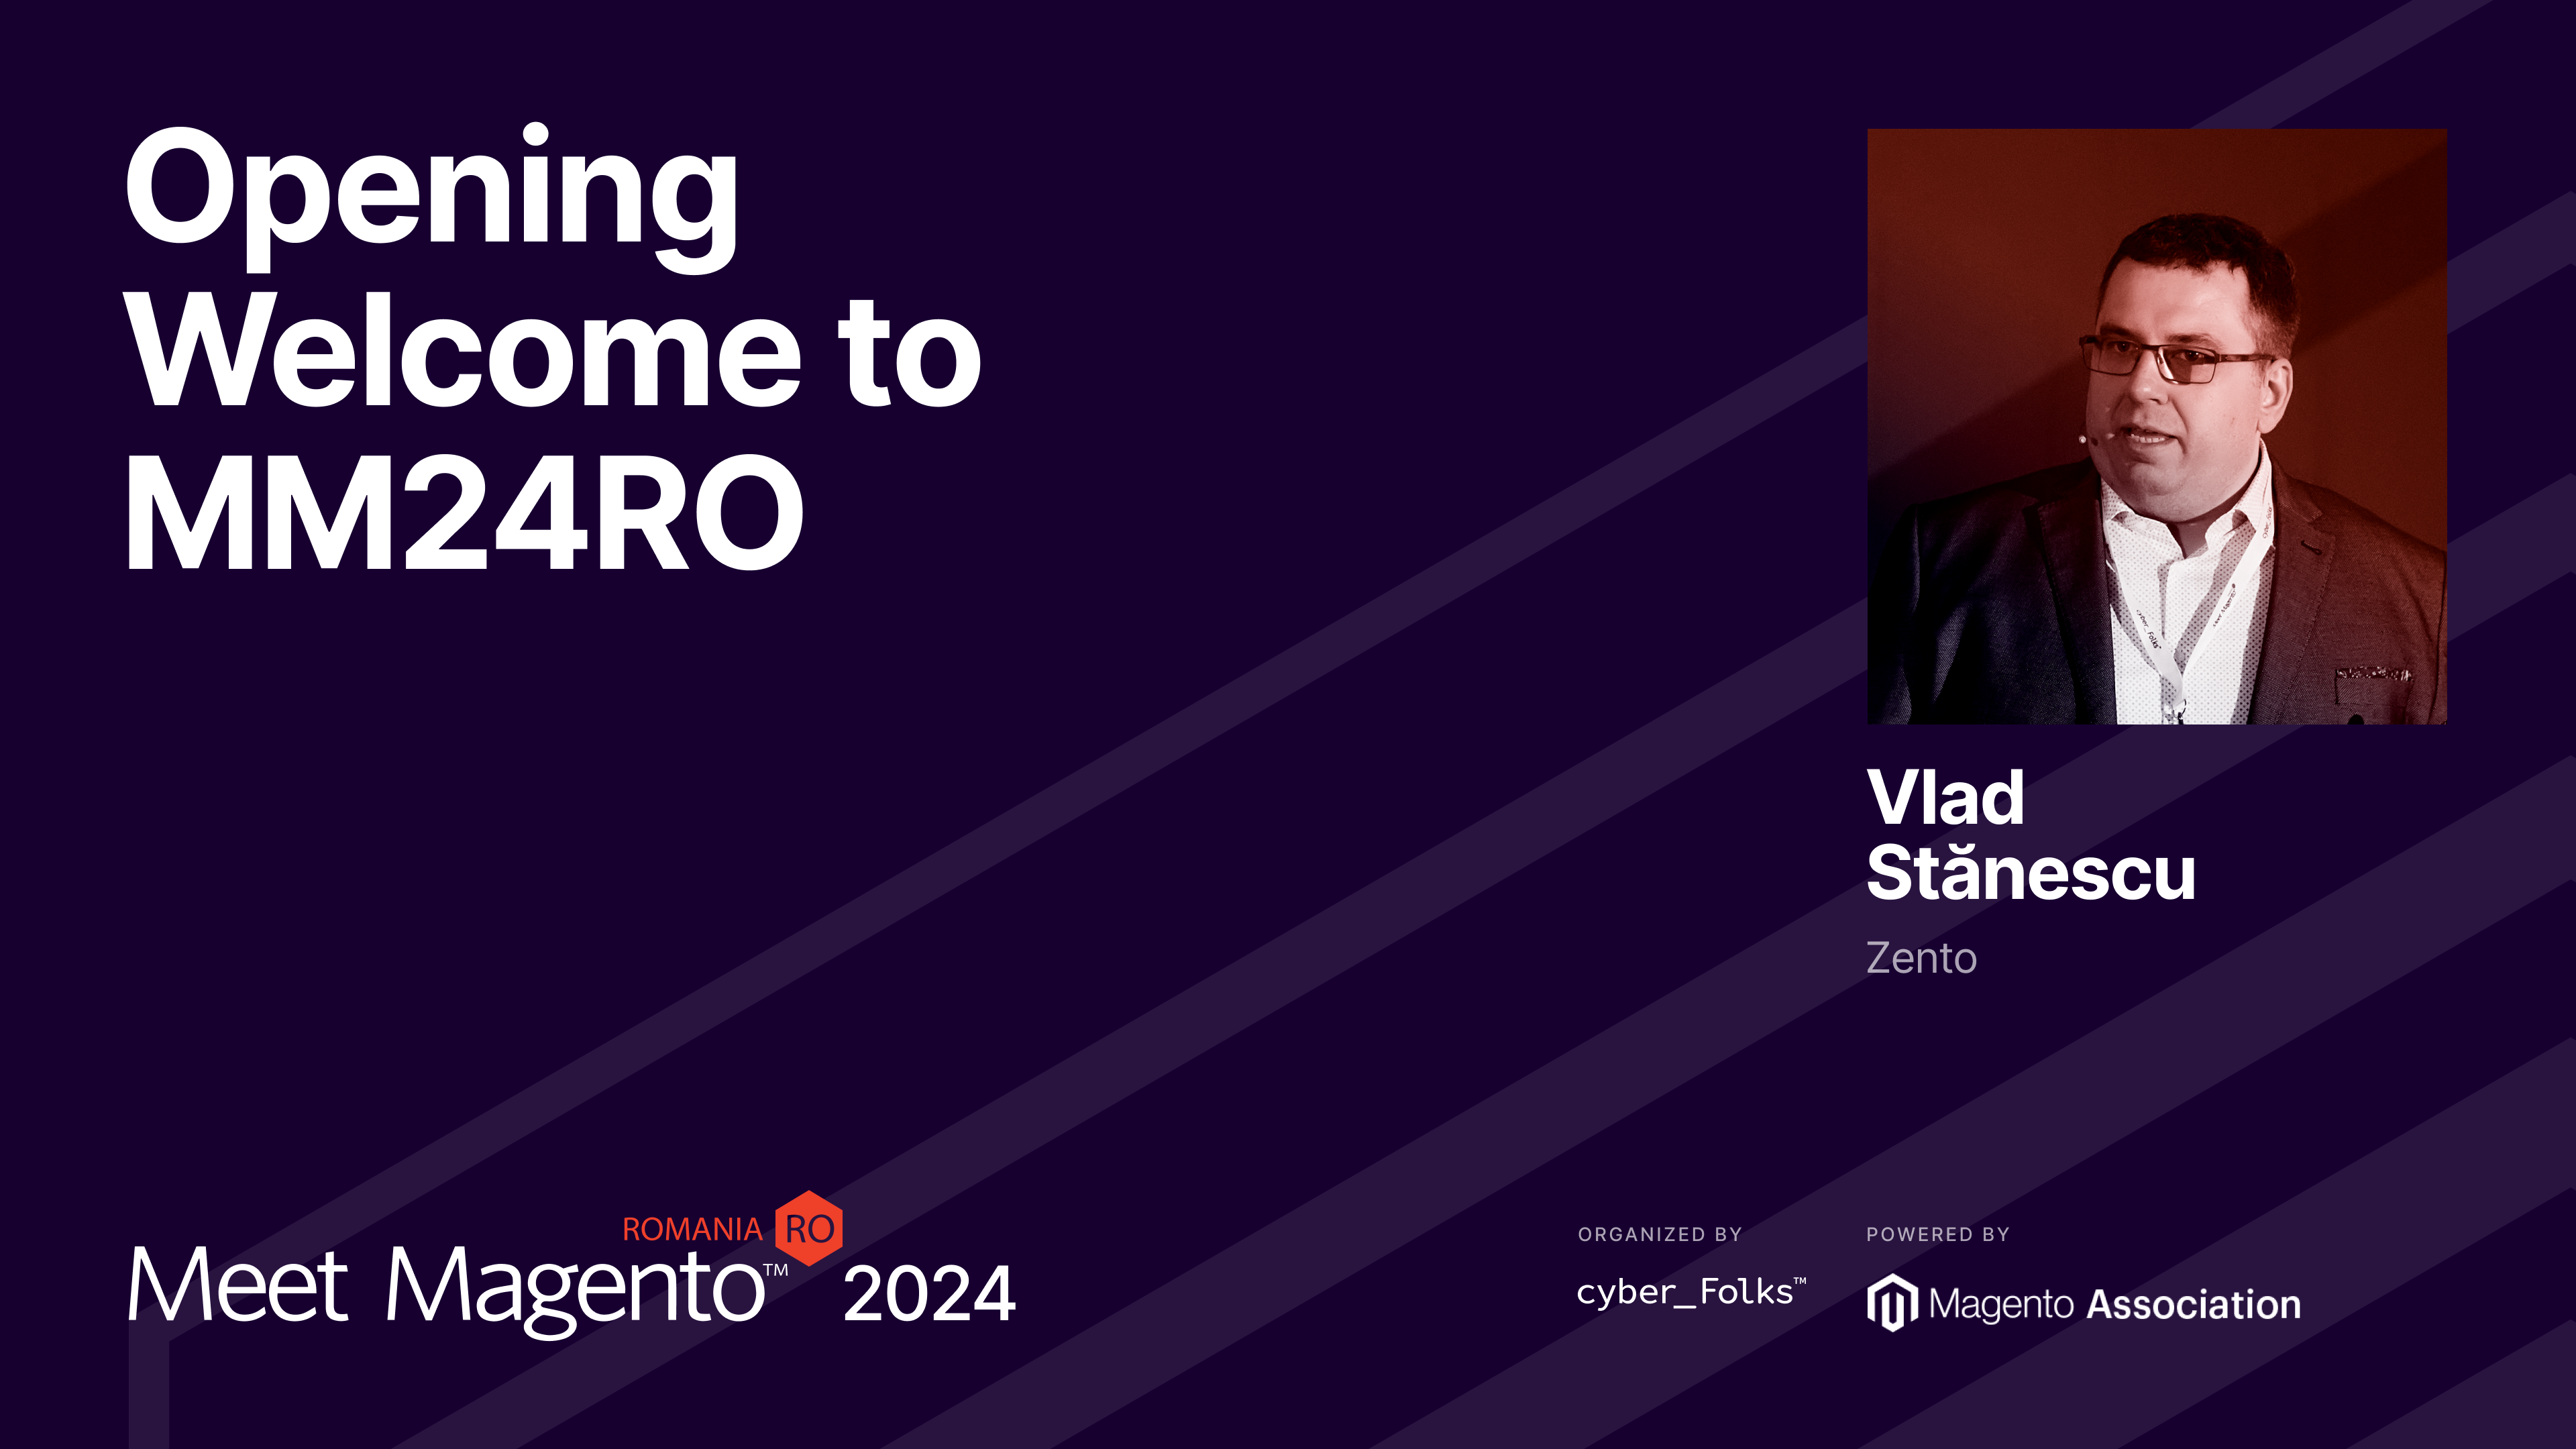 Opening
Welcome to
MM24RO
Vlad
Stănescu
Zento
ROMANIA RO
Meet Magento™ 2024
ORGANIZED BY
cyber_Folks™
POWERED BY
Magento Association